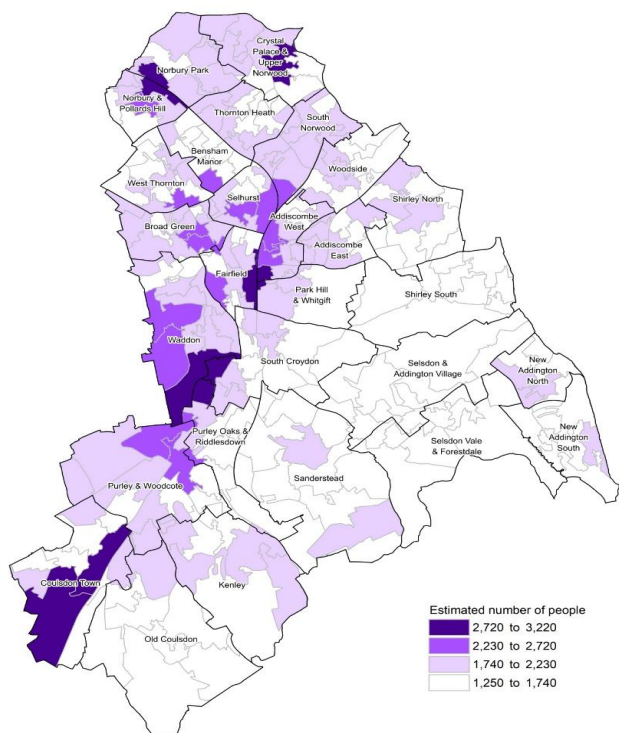 Crystal
Palace &
Upper
Norwood
Norbury Park
Norbury &
Pollards Hill
Thornton Heath
South
Norwood
Bensham
Manor
Woodside
West Thornton
Selhurst
Shirley North
Addiscombe
West
Broad Green
Addiscombe
East
Fairfield
Park Hill
& Whitgift
Shirley South
Waddon
South Croydon
Selsdon &
Addington Village
New
Addington
North
Purley Oaks &
Riddlesdown
Selsdon Vale
& Forestdale
New
Addington
South
Sanderstead
Purley & Woodcote
Coulsdon Town
Kenley
Old Coulsdon
Estimated number of people
2,720 to 3,220
2,230 to 2,720
1,740 to 2,230
1,250 to 1,740